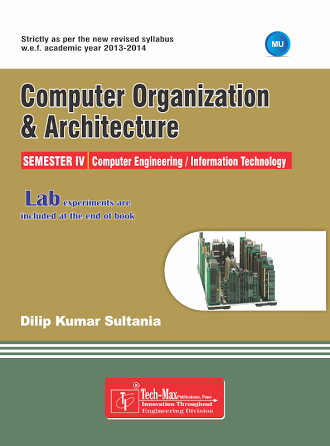 Strictly as per the new revised syllabus
w.e.f. academic year 2013-2014
MU
Computer Organization
& Architecture
SEMESTER IV Computer Engineering / Information Technology
Lab experiments are
included at the end of book
Dilip Kumar Sultania
Tech-Max Publications, Pune
Innovation Throughout
Engineering Division